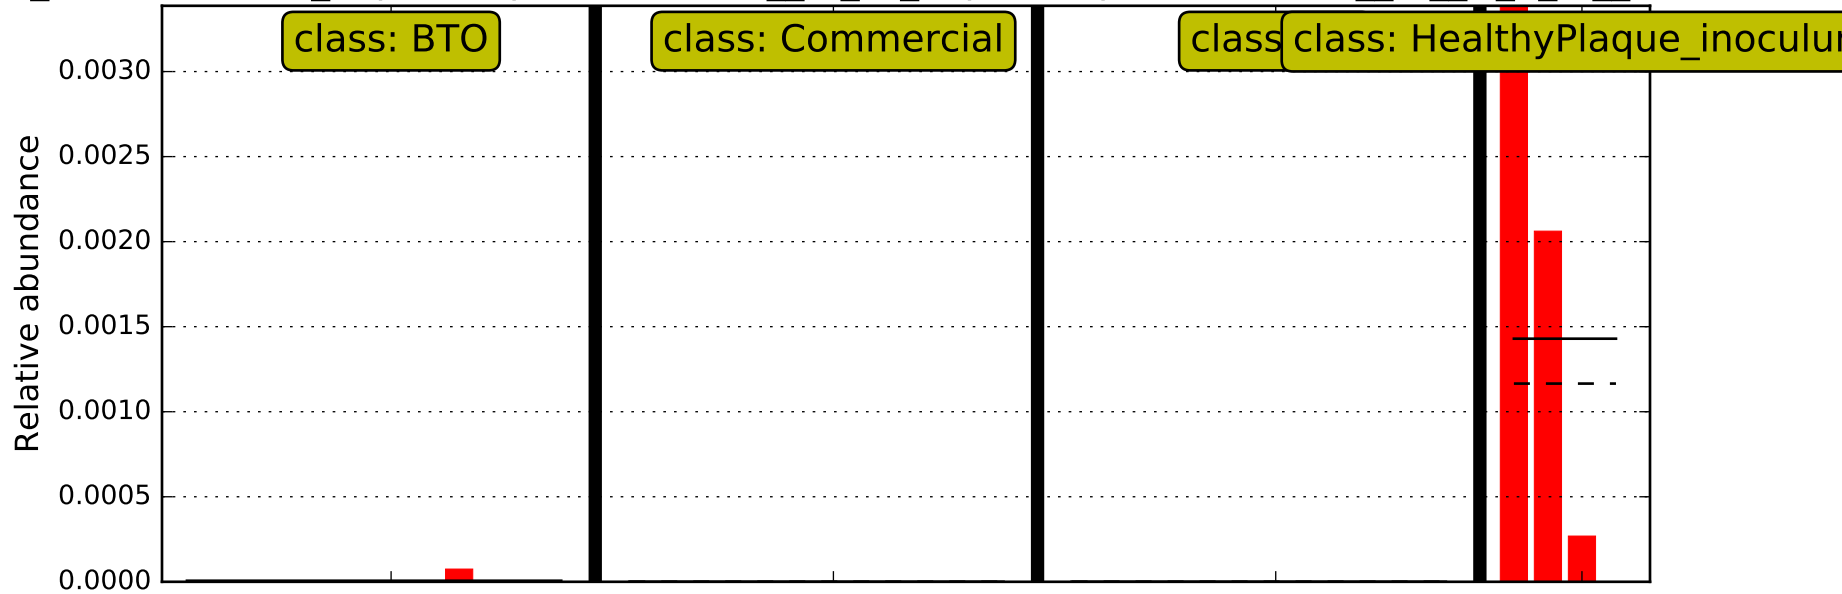 class: BTO
class: Commercial
class
class: HealthyPlaque_inoculu
0.0030
0.0025
0.0020
0.0015
0.0010
0.0005
0.0000
Relative abundance